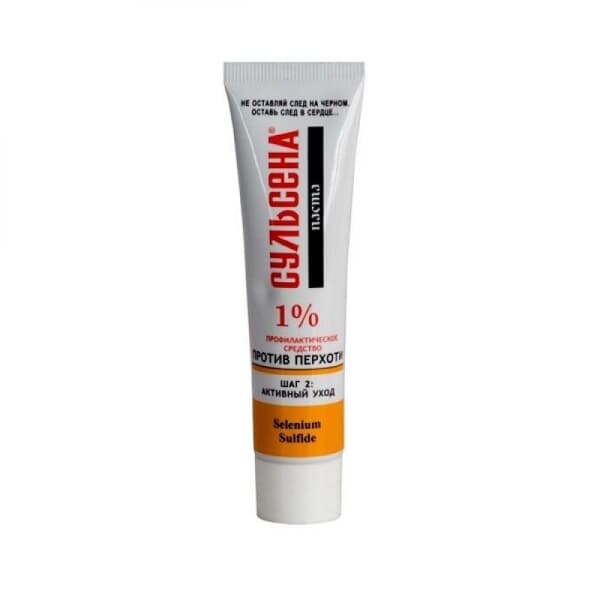 НЕ ОСТАВЛЯЙ СЛЕД НА ЧЕРНОМ,
ОСТАВЬ СЛЕД В СЕРДЦЕ...
СУЛЬСЕНА®
паста
1%
ПРОФИЛАКТИЧЕСКОЕ
СРЕДСТВО
ПРОТИВ ПЕРХОТИ
ШАГ 2:
АКТИВНЫЙ УХОД
Selenium
Sulfide